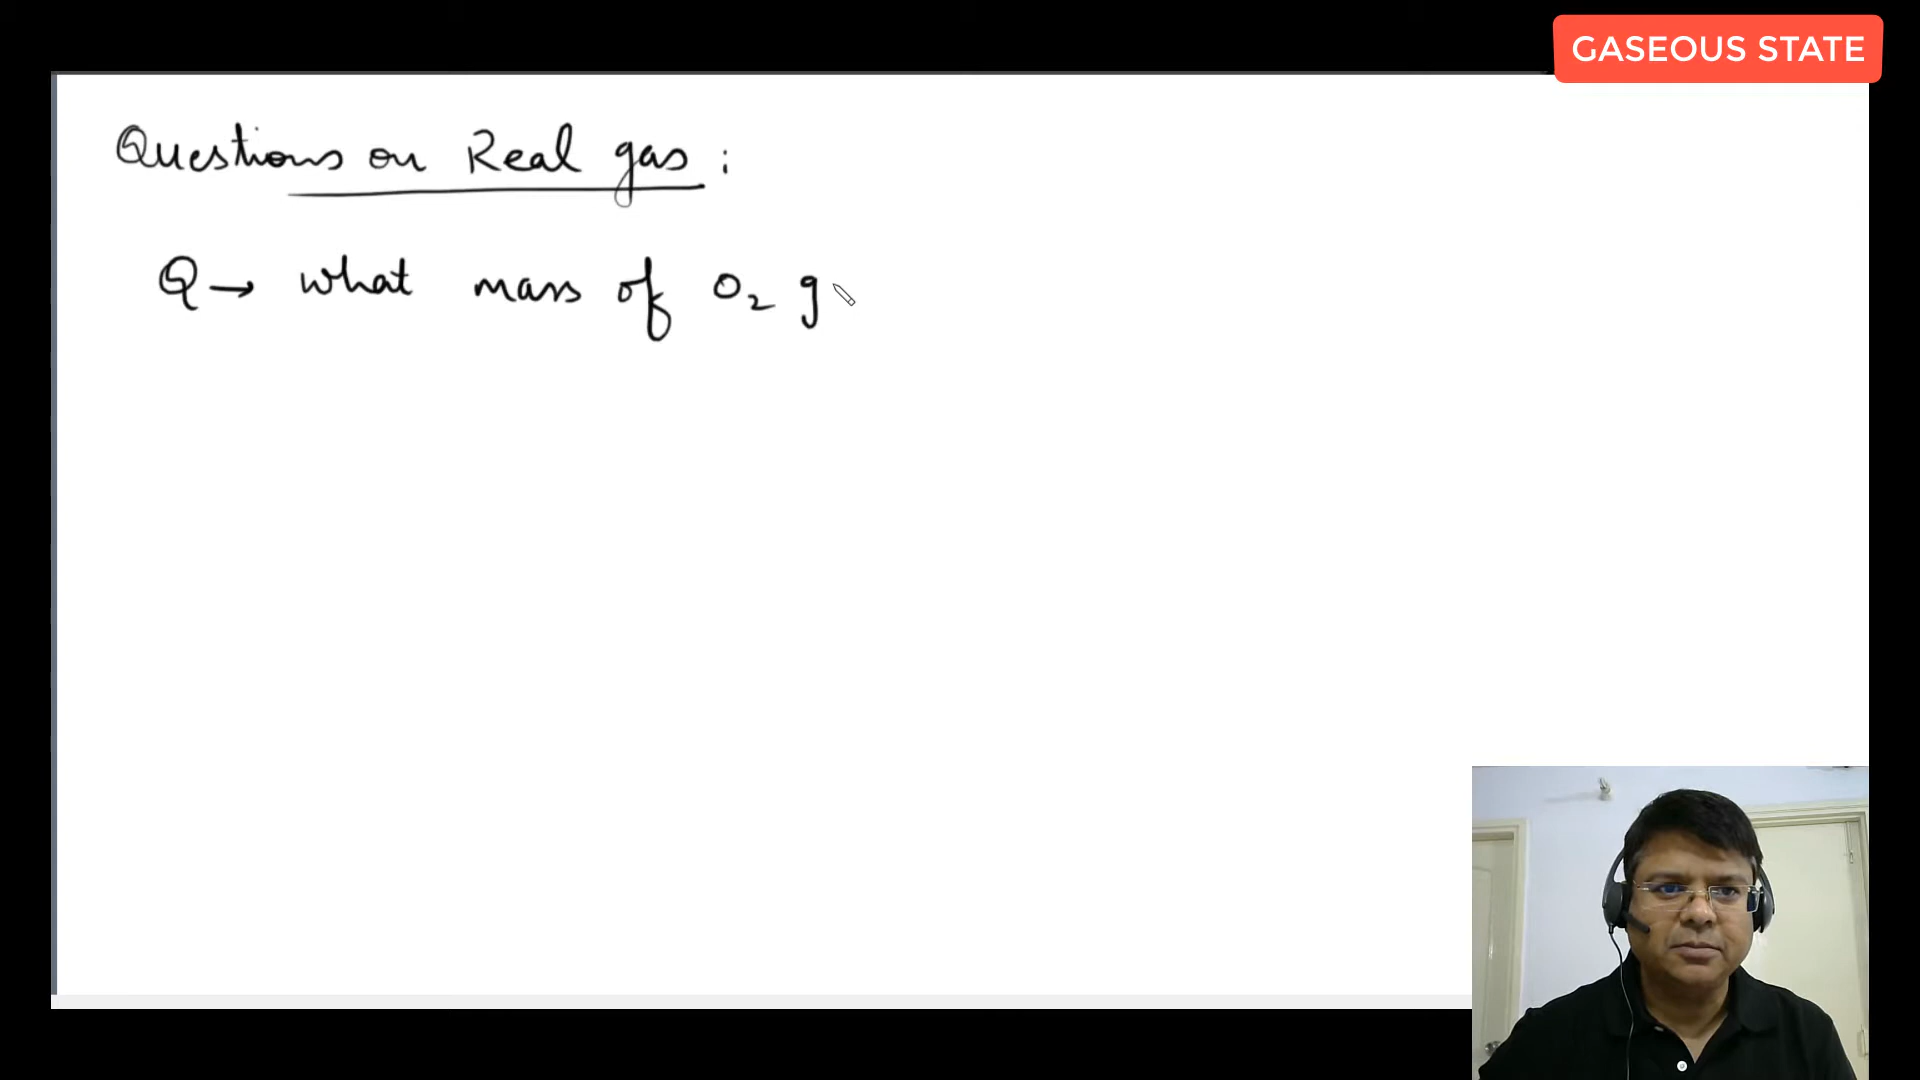 GASEOUS STATE
Questions on Real gas :
Q → what mass of O₂ g